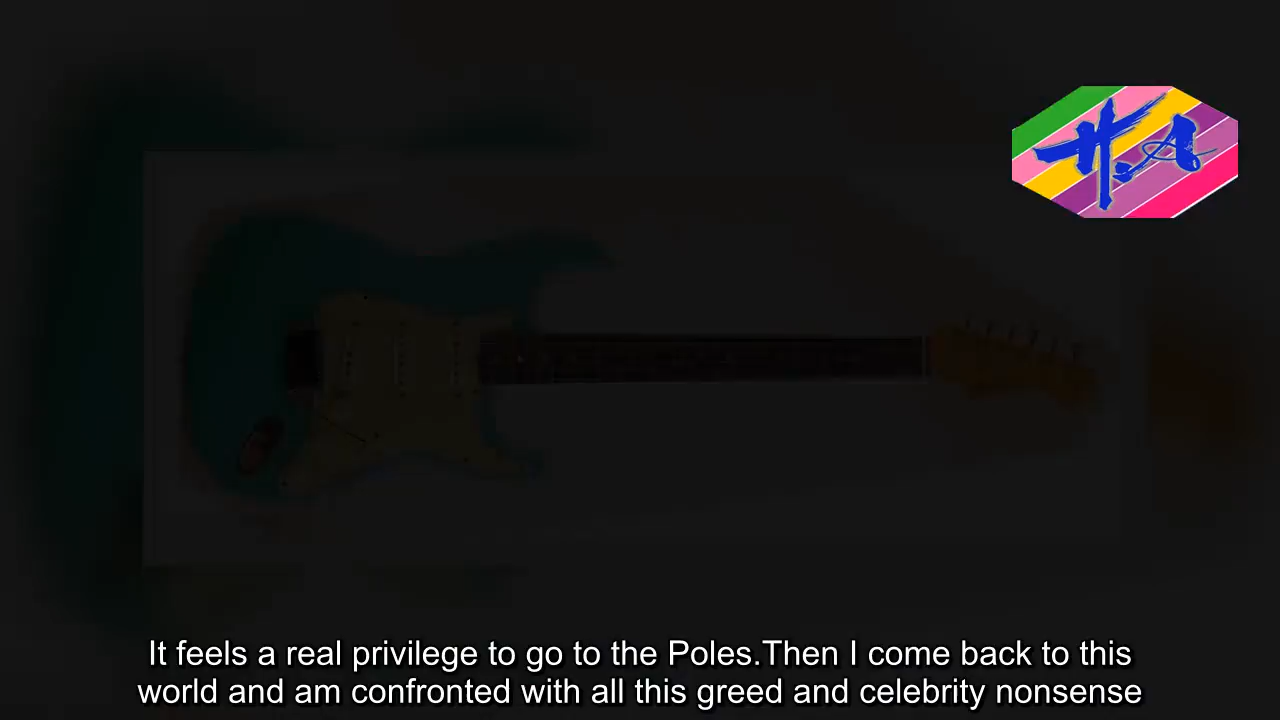 H.A
It feels a real privilege to go to the Poles.Then I come back to this
world and am confronted with all this greed and celebrity nonsense